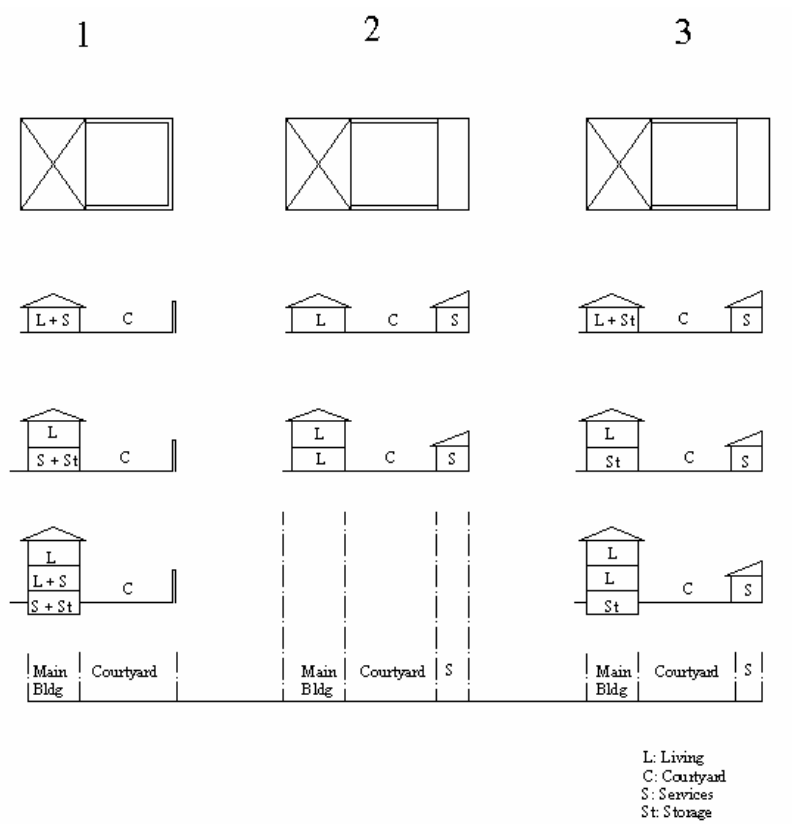 1 2 3
L + S C L C S L + St C S
L L L
S + St C L C S St C S
L L
L + S L
S + St C St C S
Main Courtyard Main Courtyard S Main Courtyard S
Bldg Bldg Bldg
L: Living
C: Courtyard
S: Services
St: Storage